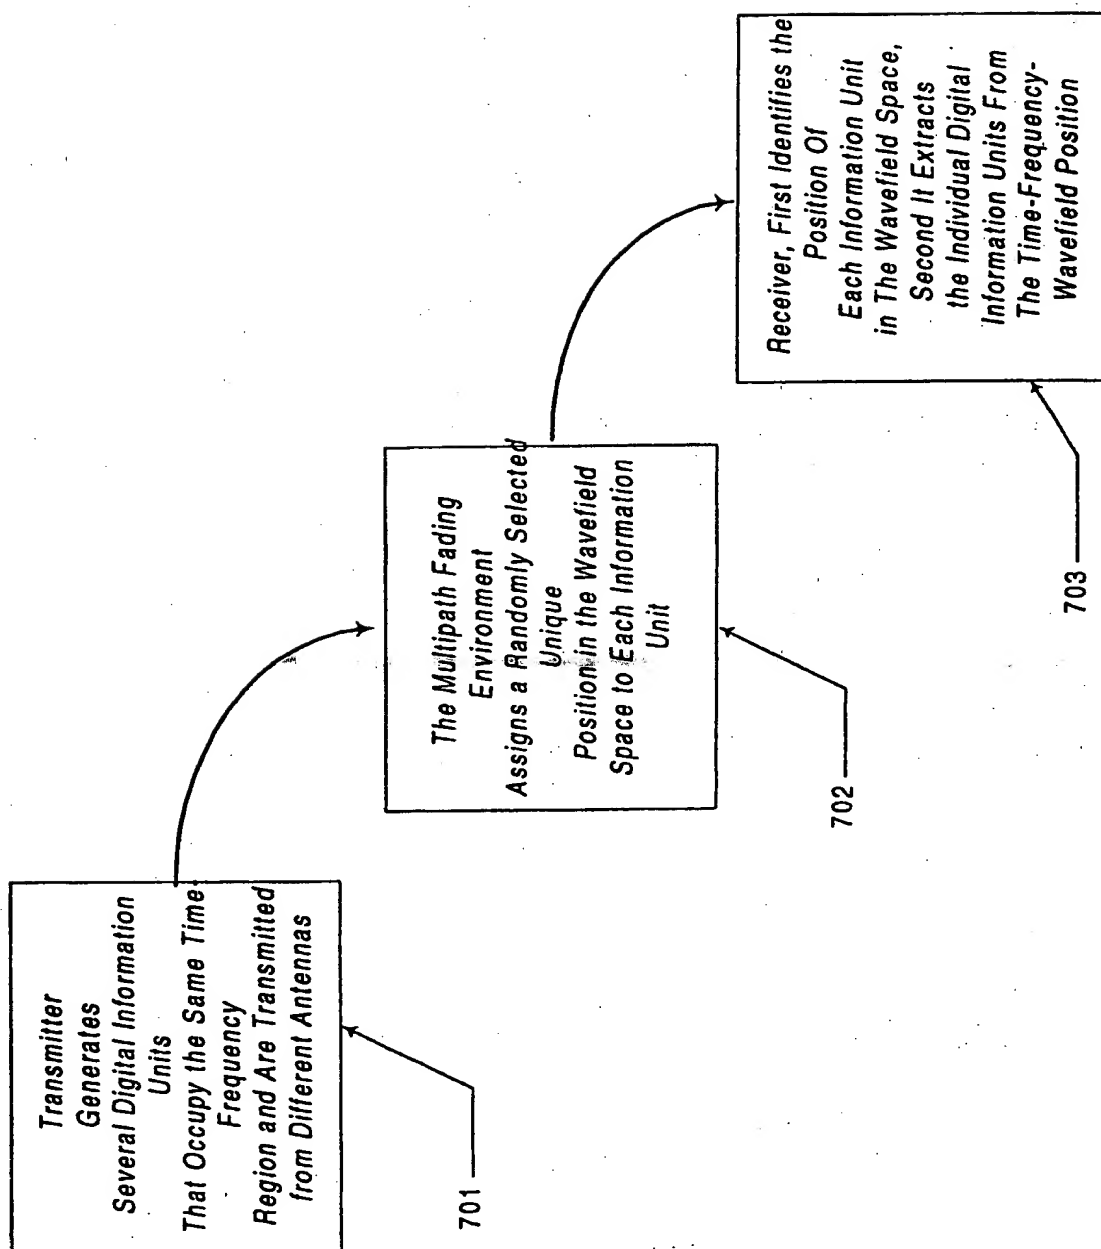 Transmitter
Generates
Several Digital Information
Units
That Occupy the Same Time-
Frequency
Region and Are Transmitted
from Different Antennas
701
The Multipath Fading
Environment
Assigns a Randomly Selected
Unique
Position in the Wavefield
Space to Each Information
Unit
702
Receiver, First Identifies the
Position Of
Each Information Unit
in The Wavefield Space,
Second It Extracts
the Individual Digital
Information Units From
The Time-Frequency-
Wavefield Position
703